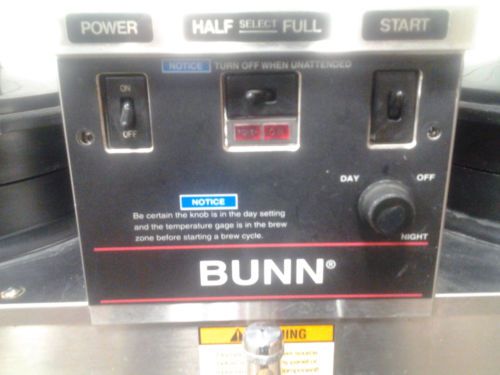 POWER
HALF SELECT FULL
START
NOTICE TURN OFF WHEN UNATTENDED
ON
OFF
DAY
OFF
NIGHT
NOTICE
Be certain the knob is in the day setting
and the temperature gage is in the brew
zone before starting a brew cycle.
BUNN®